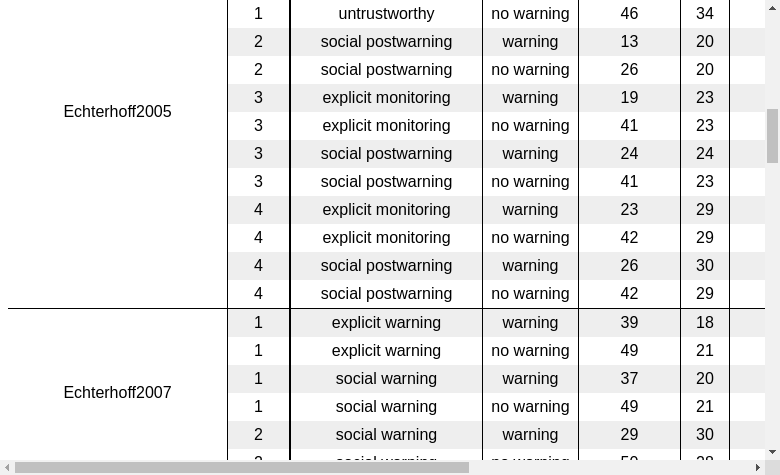 1 untrustworthy no warning 46 34
2 social postwarning warning 13 20
2 social postwarning no warning 26 20
3 explicit monitoring warning 19 23
Echterhoff2005
3 explicit monitoring no warning 41 23
3 social postwarning warning 24 24
3 social postwarning no warning 41 23
4 explicit monitoring warning 23 29
4 explicit monitoring no warning 42 29
4 social postwarning warning 26 30
4 social postwarning no warning 42 29
1 explicit warning warning 39 18
1 explicit warning no warning 49 21
1 social warning warning 37 20
Echterhoff2007
1 social warning no warning 49 21
2 social warning warning 29 30